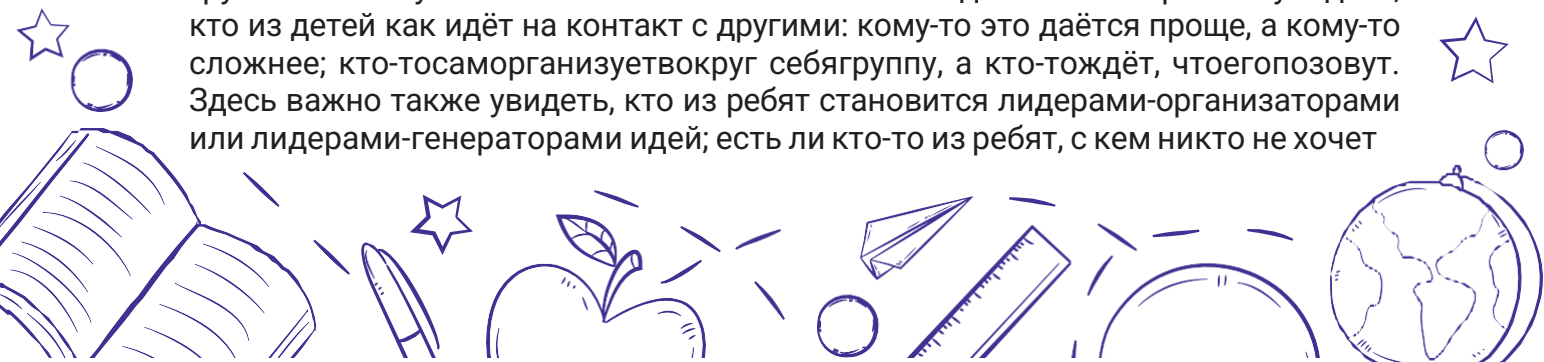 кто из детей как идёт на контакт с другими: кому-то это даётся проще, а кому-то
сложнее; кто-тосаморганизуетвокруг себягруппу, а кто-тождёт, чтоегопозовут.
Здесь важно также увидеть, кто из ребят становится лидерами-организаторами
или лидерами-генераторами идей; есть ли кто-то из ребят, с кем никто не хочет